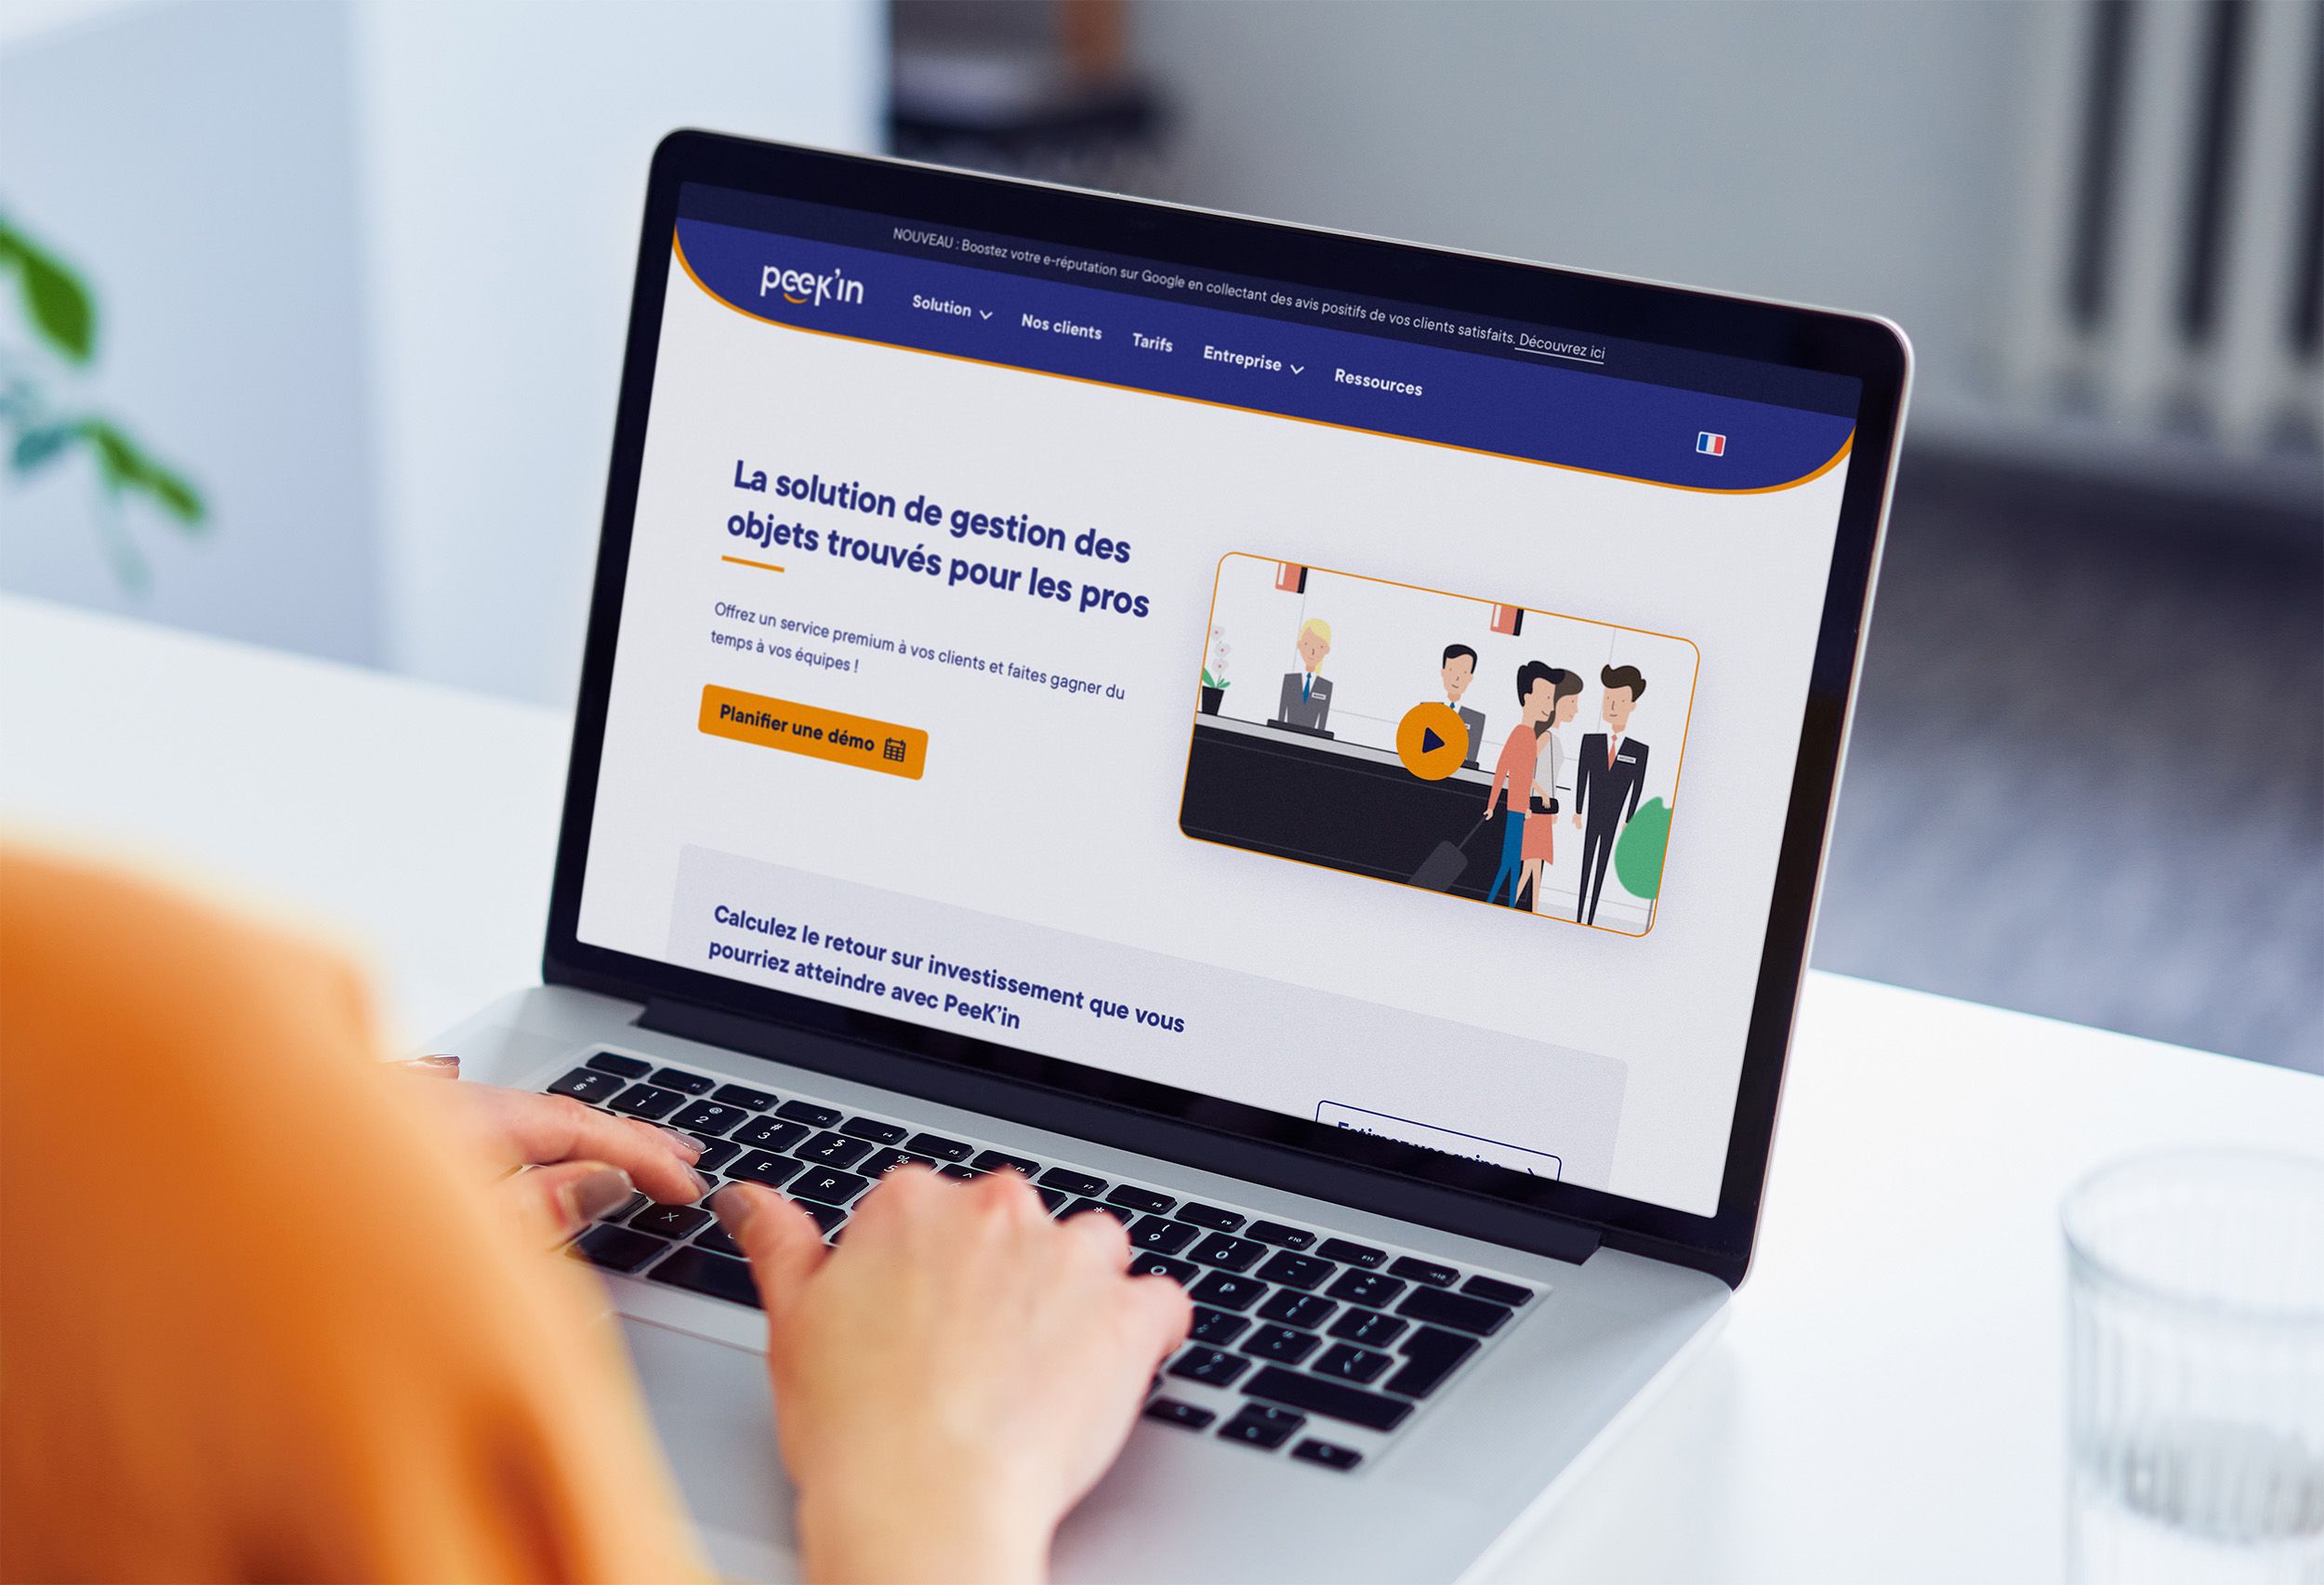 NOUVEAU : Boostez votre e-réputation sur Google en collectant des avis positifs de vos clients satisfaits. Découvrez ici
peek'in
Solution
Nos clients
Tarifs
Entreprise
Ressources
La solution de gestion des
objets trouvés pour les pros
Offrez un service premium à vos clients et faites gagner du
temps à vos équipes !
Planifier une démo
Calculez le retour sur investissement que vous
pourriez atteindre avec PeeK'in